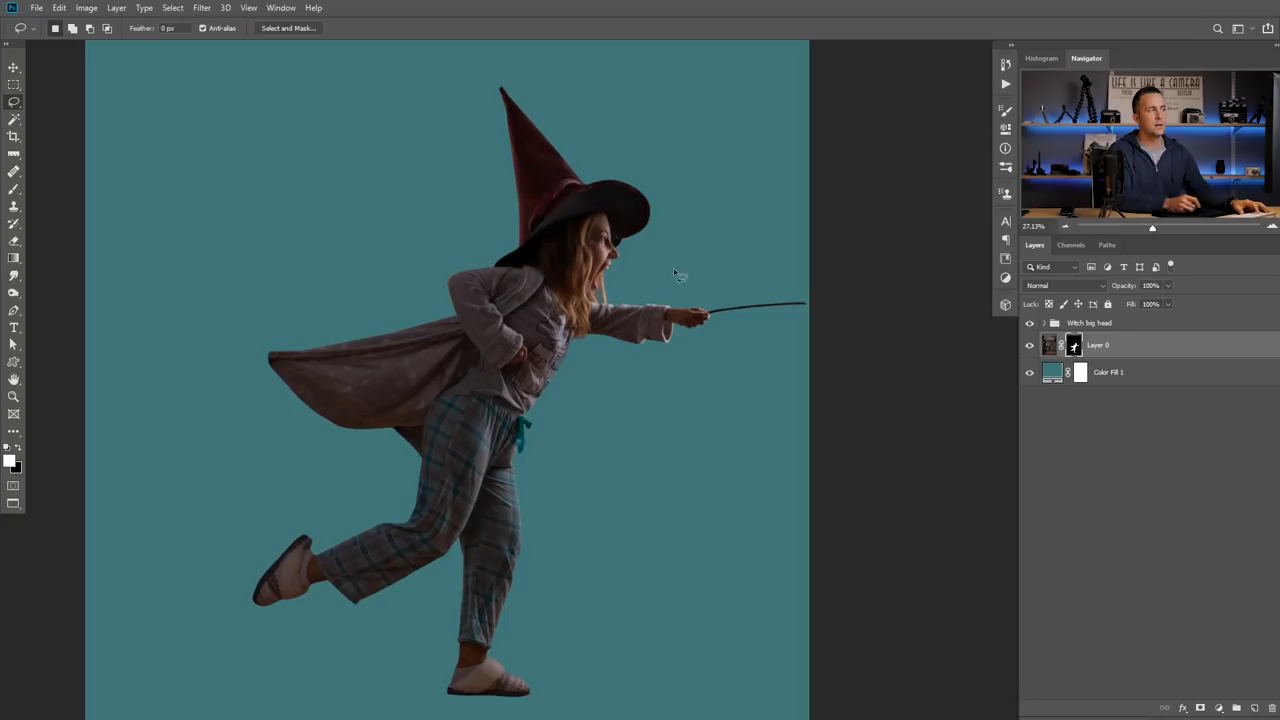 Ps File Edit Image Layer Type Select Filter 3D View Window Help
Feather: 0 px Anti-alias Select and Mask...
Histogram Navigator
LIFE IS LIKE A CAMERA
27.13%
Layers Channels Paths
Kind
Normal Opacity: 100%
Lock: Fill: 100%
Witch big head
Layer 0
Color Fill 1